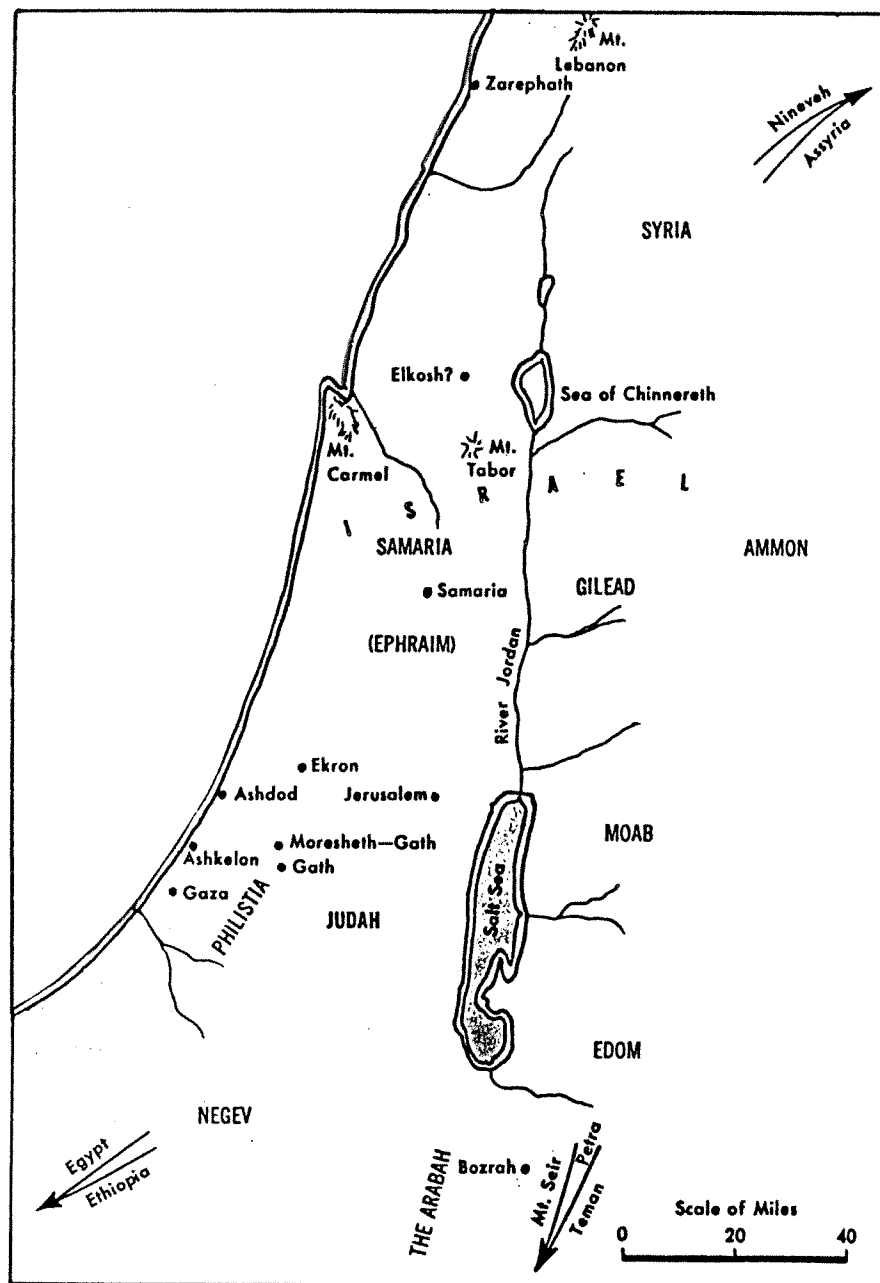 Mt.
Lebanon
Zarephath
Nineveh
Assyria
SYRIA
Elkosh?
Sea of Chinnereth
Mt.
Carmel
Mt.
Tabor
I S R A E L
SAMARIA
AMMON
Samaria
GILEAD
(EPHRAIM)
River Jordan
Ekron
Ashdod
Jerusalem
MOAB
Ashkelon
Moresheth—Gath
Gath
Gaza
PHILISTIA
JUDAH
Salt Sea
EDOM
NEGEV
Egypt
Ethiopia
THE ARABAH
Bozrah
Mt. Seir
Petra
Teman
Scale of Miles
0 20 40